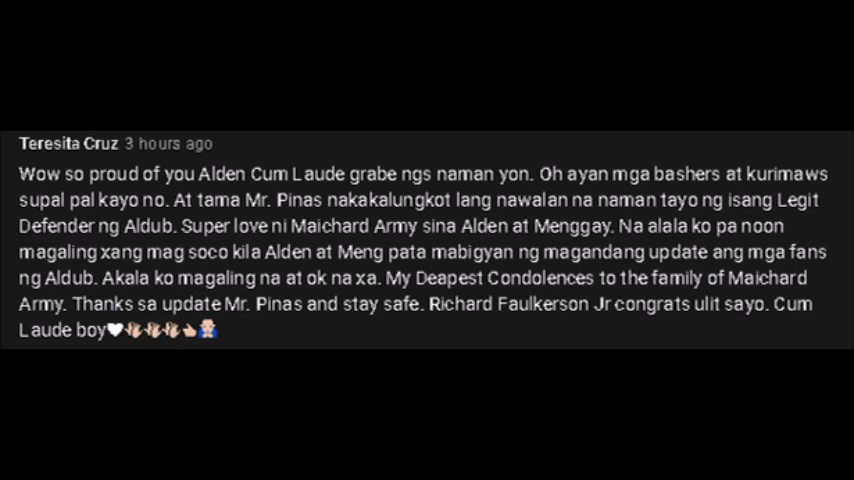 Teresita Cruz 3 hours ago
Wow so proud of you Alden Cum Laude grabe ngs naman yon. Oh ayan mga bashers at kurimaws
supal pal kayo no. At tama Mr. Pinas nakakalungkot lang nawalan na naman tayo ng isang Legit
Defender ng Aldub. Super love ni Maichard Army sina Alden at Menggay. Na alala ko pa noon
magaling xang mag soco kila Alden at Meng pata mabigyan ng magandang update ang mga fans
ng Aldub. Akala ko magaling na at ok na xa. My Deapest Condolences to the family of Maichard
Army. Thanks sa update Mr. Pinas and stay safe. Richard Faulkerson Jr congrats ulit sayo. Cum
Laude boy